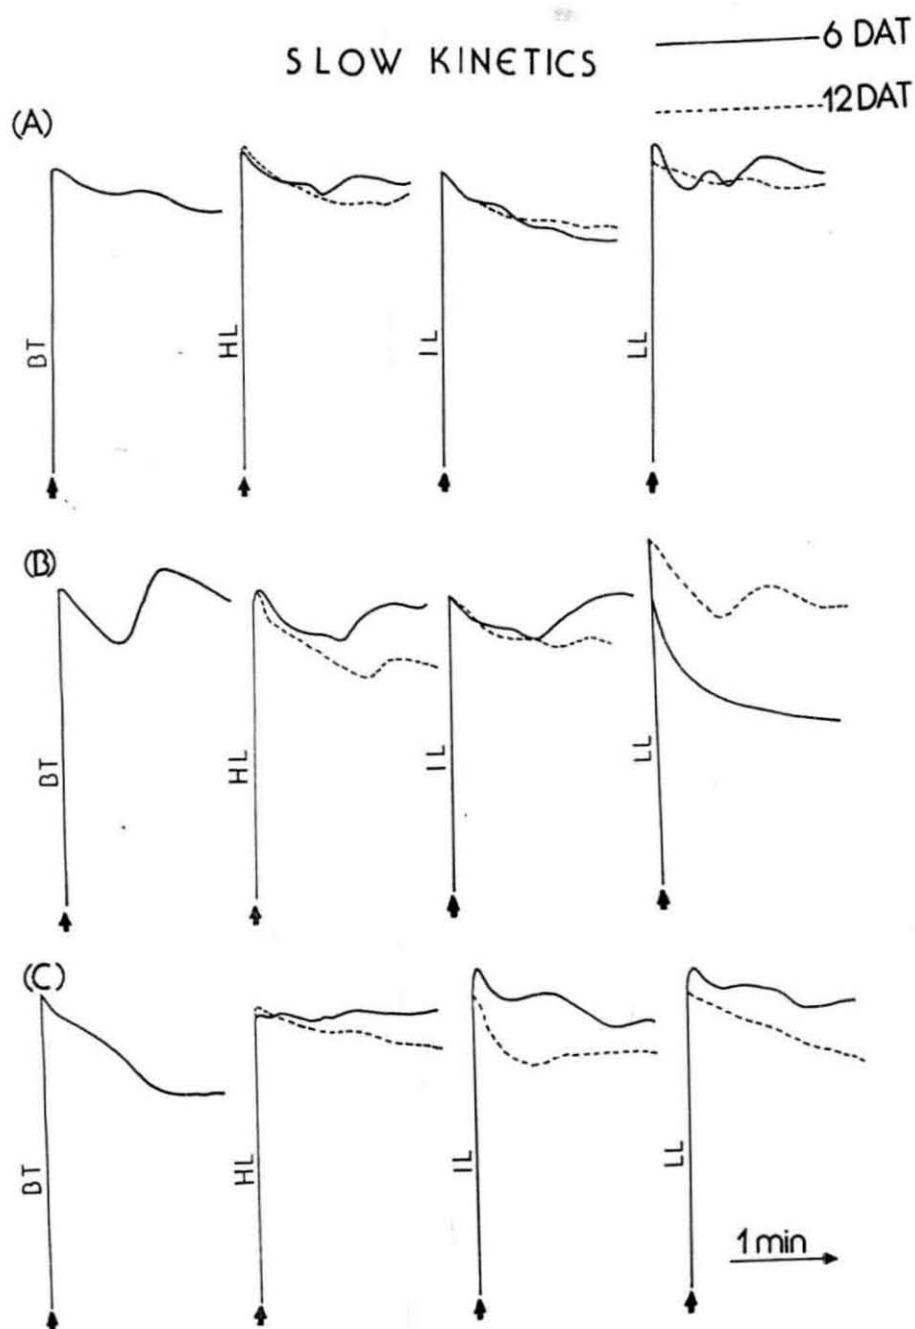 SLOW KINETICS
6 DAT
12 DAT
(A)
BT
HL
IL
LL
(B)
BT
HL
IL
LL
(C)
BT
HL
IL
LL
1 min